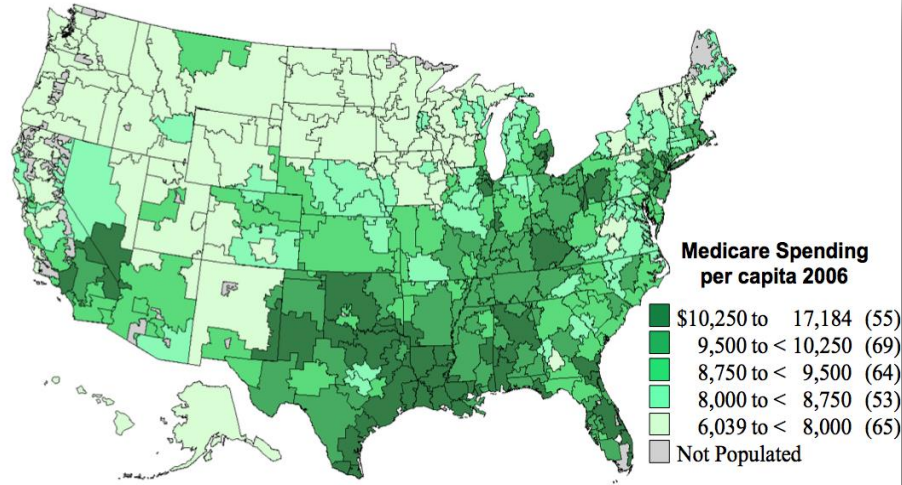 Medicare Spending
per capita 2006
$10,250 to 17,184 (55)
9,500 to < 10,250 (69)
8,750 to < 9,500 (64)
8,000 to < 8,750 (53)
6,039 to < 8,000 (65)
Not Populated